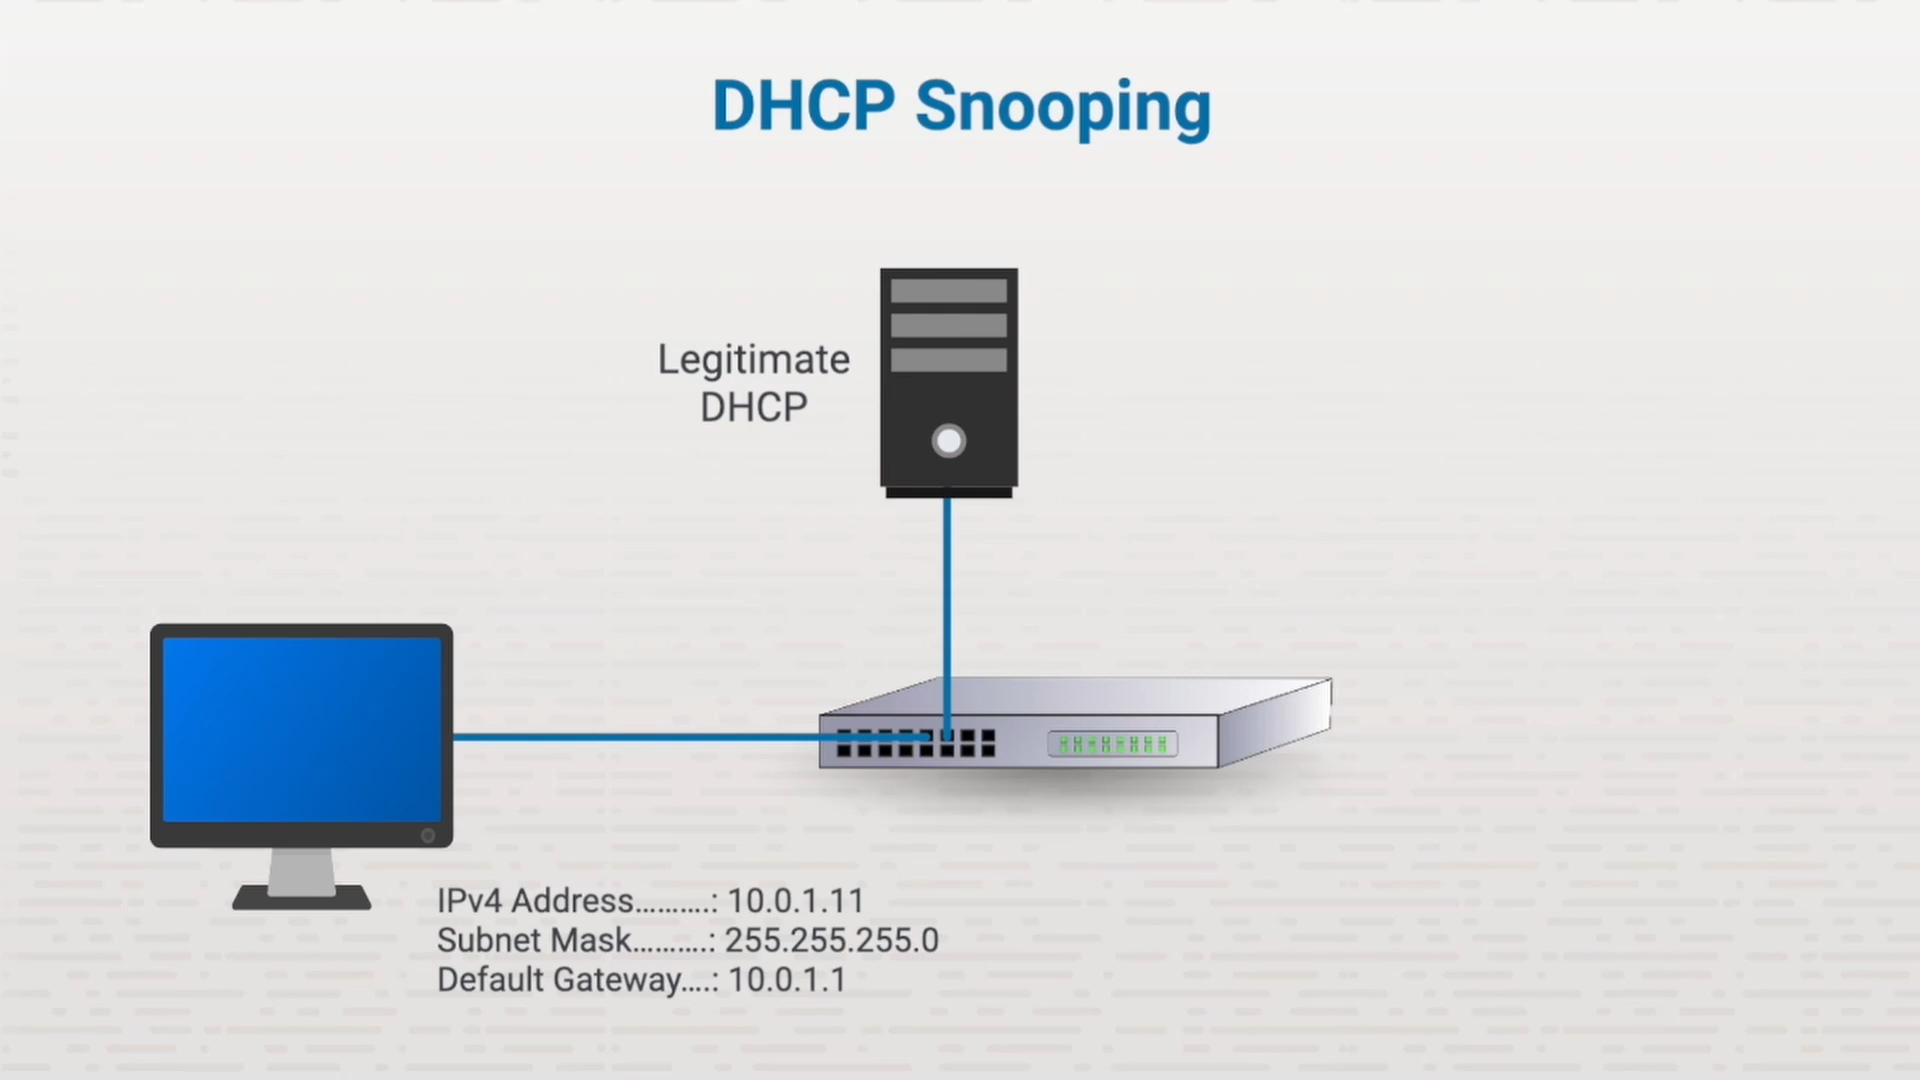 DHCP Snooping
Legitimate
DHCP
IPv4 Address..........: 10.0.1.11
Subnet Mask..........: 255.255.255.0
Default Gateway....: 10.0.1.1